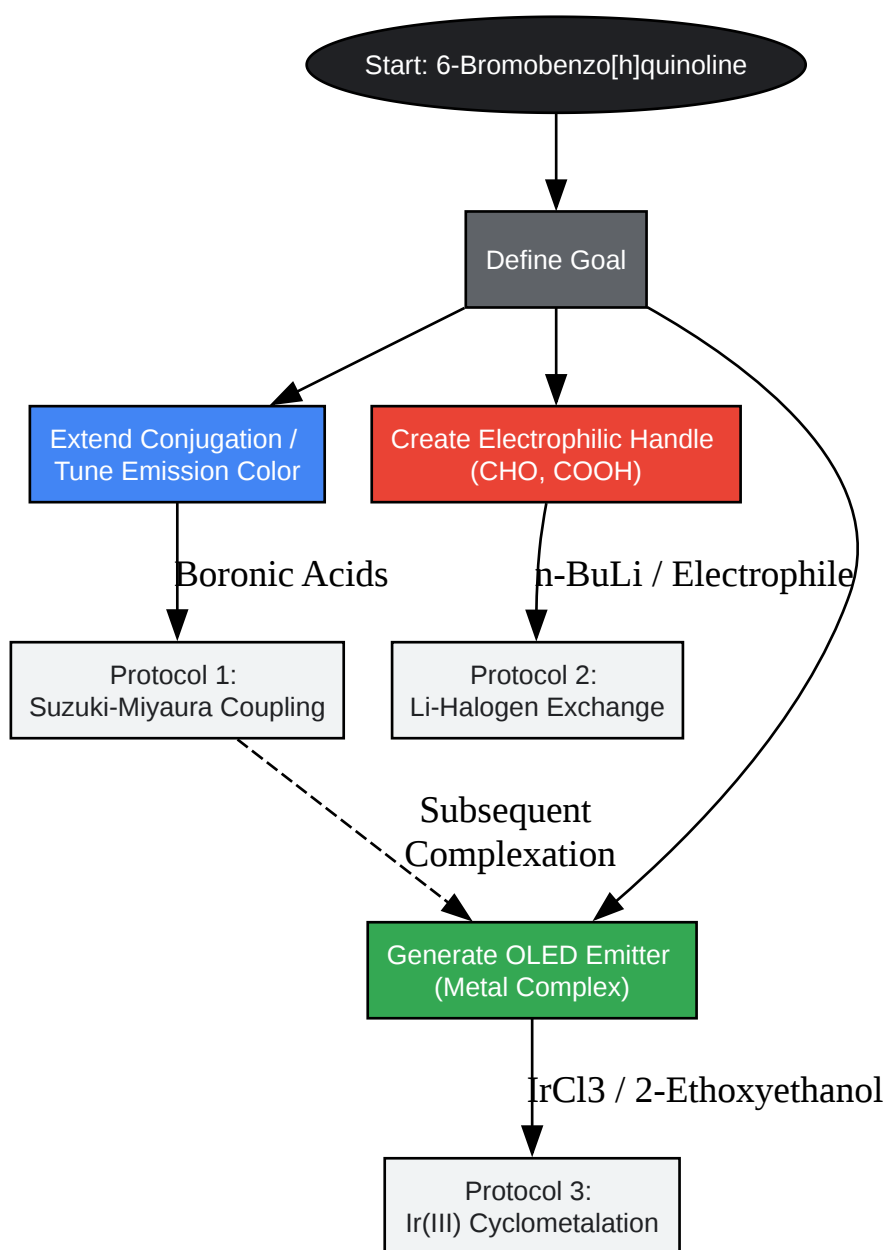 Start: 6-Bromobenzo[h]quinoline
Define Goal
Extend Conjugation /
Tune Emission Color
Create Electrophilic Handle
(CHO, COOH)
Boronic Acids
n-BuLi / Electrophile
Protocol 1:
Suzuki-Miyaura Coupling
Protocol 2:
Li-Halogen Exchange
Subsequent
Complexation
Generate OLED Emitter
(Metal Complex)
IrCl3 / 2-Ethoxyethanol
Protocol 3:
Ir(III) Cyclometalation